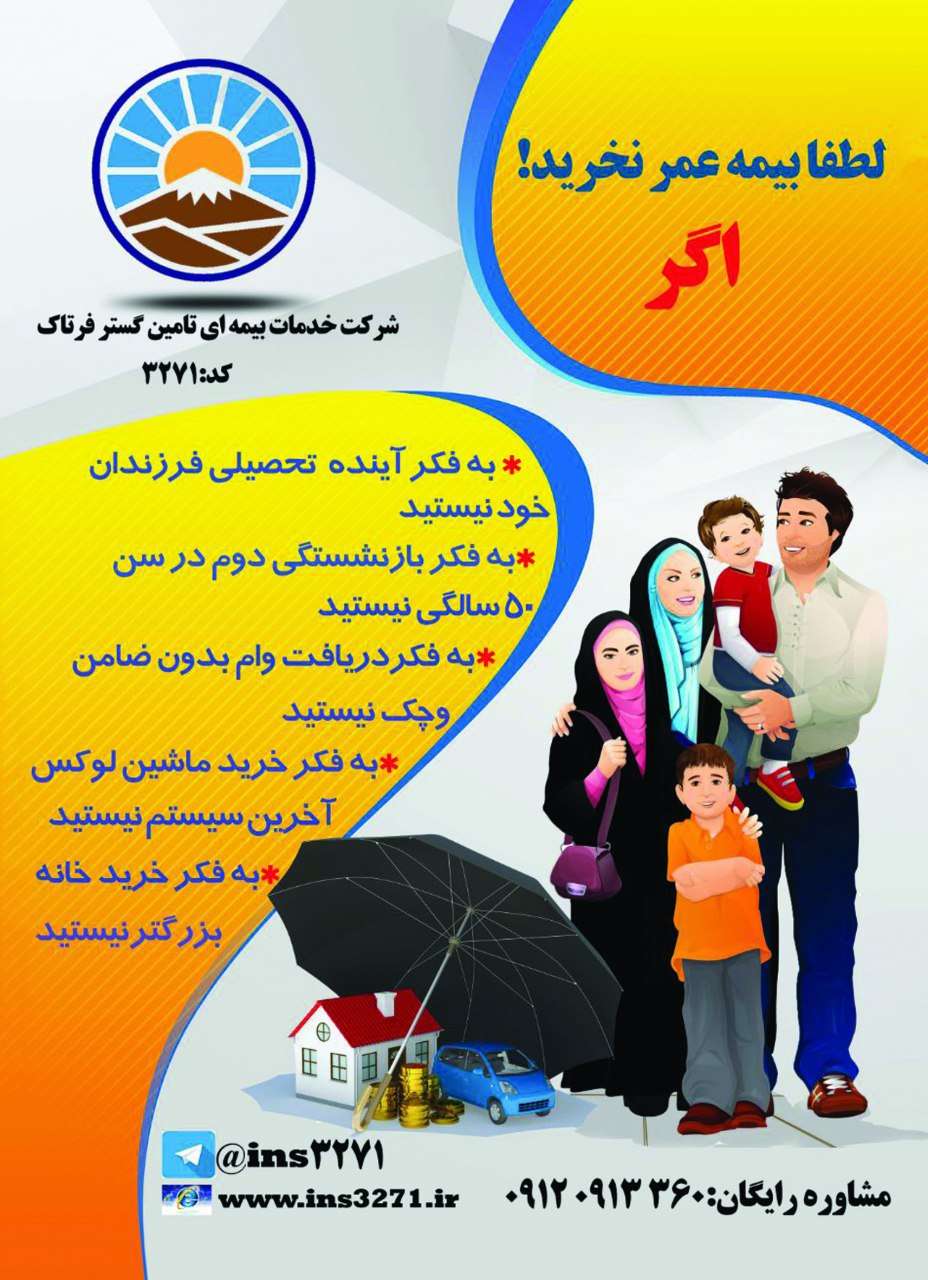 لطفا بیمه عمر نخرید!
اگر
شرکت خدمات بیمه ای تامین گستر فرتاک
کد:۳۲۷۱
* به فکر آینده تحصیلی فرزندان
خود نیستید
*به فکر بازنشستگی دوم در سن
۵۰ سالگی نیستید
*به فکردریافت وام بدون ضامن
وچک نیستید
*به فکر خرید ماشین لوکس
آخرین سیستم نیستید
*به فکر خرید خانه
بزرگتر نیستید
@ins۳۲۷۱
www.ins3271.ir
مشاوره رایگان:۳۶۰ ۰۹۱۳ ۰۹۱۲